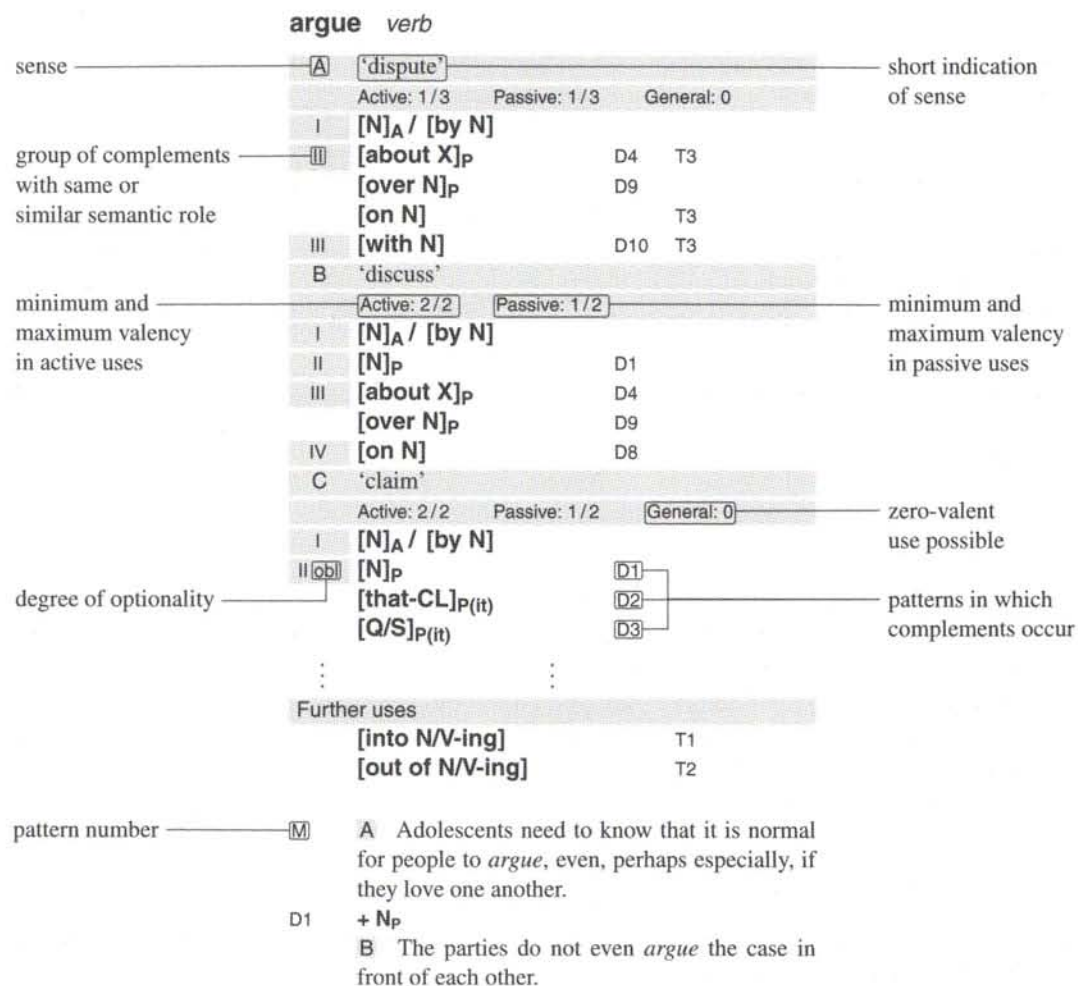 argue verb
sense A 'dispute' short indication
Active: 1/3 Passive: 1/3 General: 0 of sense
I [N]A / [by N]
group of complements II [about X]P D4 T3
with same or [over N]P D9
similar semantic role [on N] T3
III [with N] D10 T3
B 'discuss'
minimum and Active: 2/2 Passive: 1/2 minimum and
maximum valency I [N]A / [by N] maximum valency
in active uses II [N]P D1 in passive uses
III [about X]P D4
[over N]P D9
IV [on N] D8
C 'claim'
Active: 2/2 Passive: 1/2 General: 0 zero-valent
I [N]A / [by N] use possible
II obl [N]P D1
degree of optionality [that-CL]P(it) D2 patterns in which
[Q/S]P(it) D3 complements occur
⋮ ⋮
Further uses
[into N/V-ing] T1
[out of N/V-ing] T2
pattern number M A Adolescents need to know that it is normal
for people to argue, even, perhaps especially, if
they love one another.
D1 + NP
B The parties do not even argue the case in
front of each other.